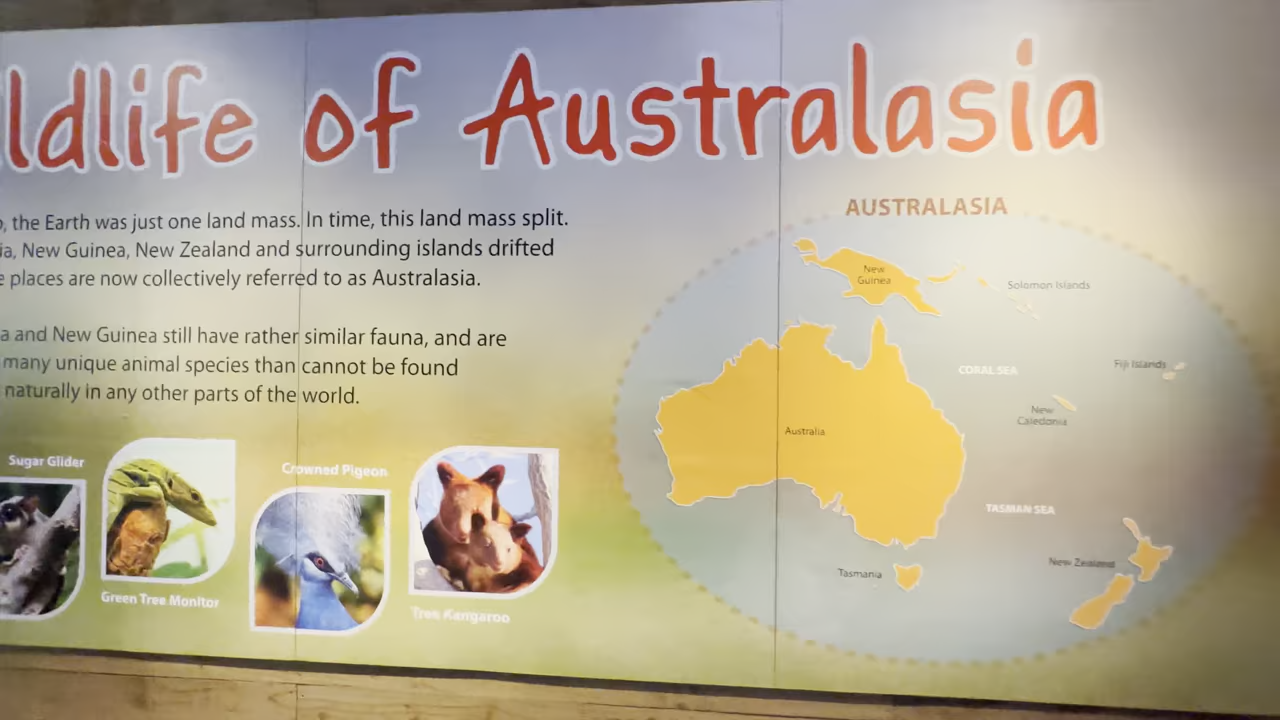 ldlife of Australasia
, the Earth was just one land mass. In time, this land mass split.
ia, New Guinea, New Zealand and surrounding islands drifted
e places are now collectively referred to as Australasia.
a and New Guinea still have rather similar fauna, and are
many unique animal species than cannot be found
naturally in any other parts of the world.
Sugar Glider
Green Tree Monitor
Crowned Pigeon
Tree Kangaroo
AUSTRALASIA
New
Guinea
Solomon Islands
CORAL SEA
Fiji Islands
New
Caledonia
Australia
TASMAN SEA
Tasmania
New Zealand